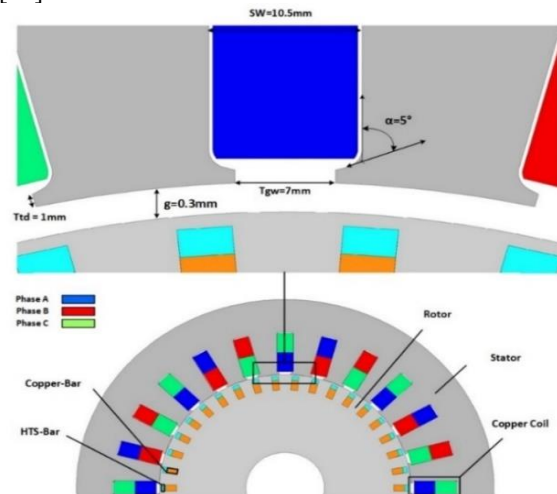 SW=10.5mm
α=5°
Tgw=7mm
g=0.3mm
Ttd = 1mm
Phase A
Phase B
Phase C
Rotor
Stator
Copper-Bar
HTS-Bar
Copper Coil